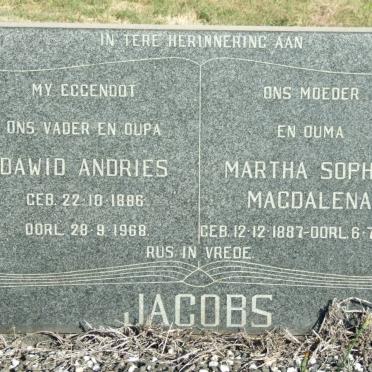 IN TERE HERINNERING AAN
MY EGGENOOT
ONS VADER EN OUPA
DAWID ANDRIES
GEB. 22·10·1886
OORL. 28·9·1968
ONS MOEDER
EN OUMA
MARTHA SOPH
MAGDALENA
GEB. 12·12·1887-OORL. 6·7
RUS IN VREDE
JACOBS